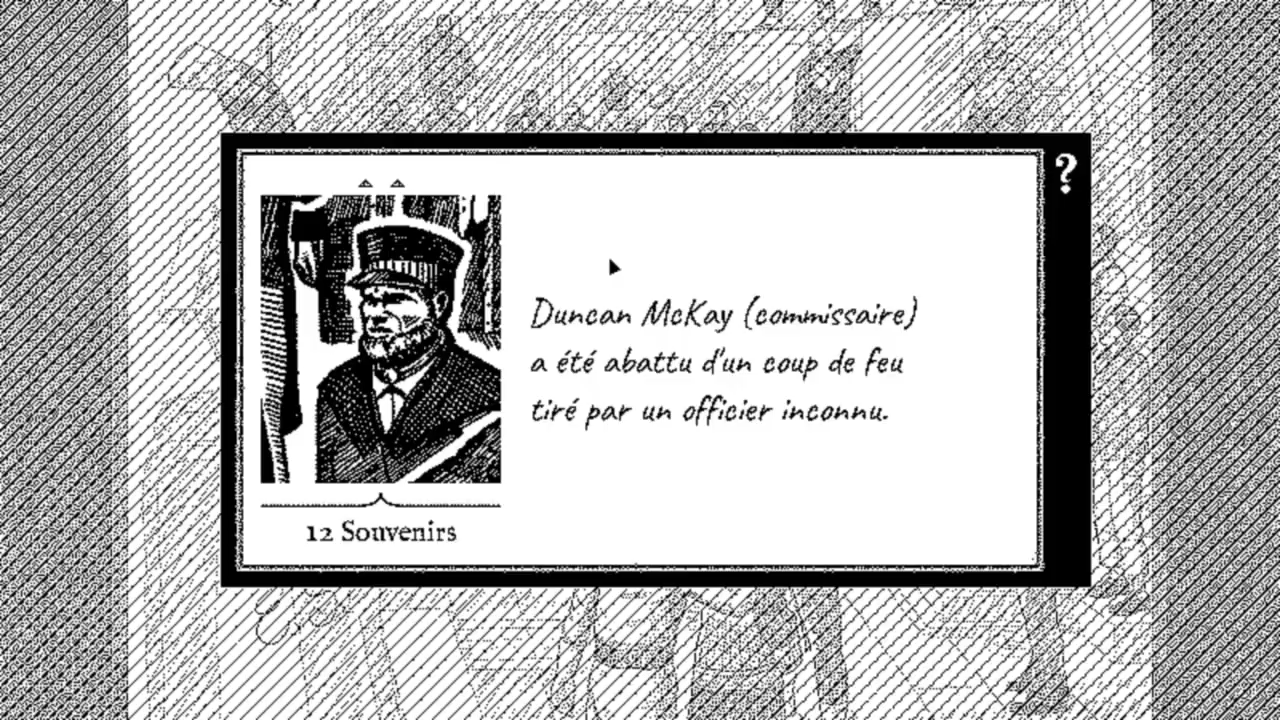 ?
Duncan McKay (commissaire)
a été abattu d'un coup de feu
tiré par un officier inconnu.
12 Souvenirs